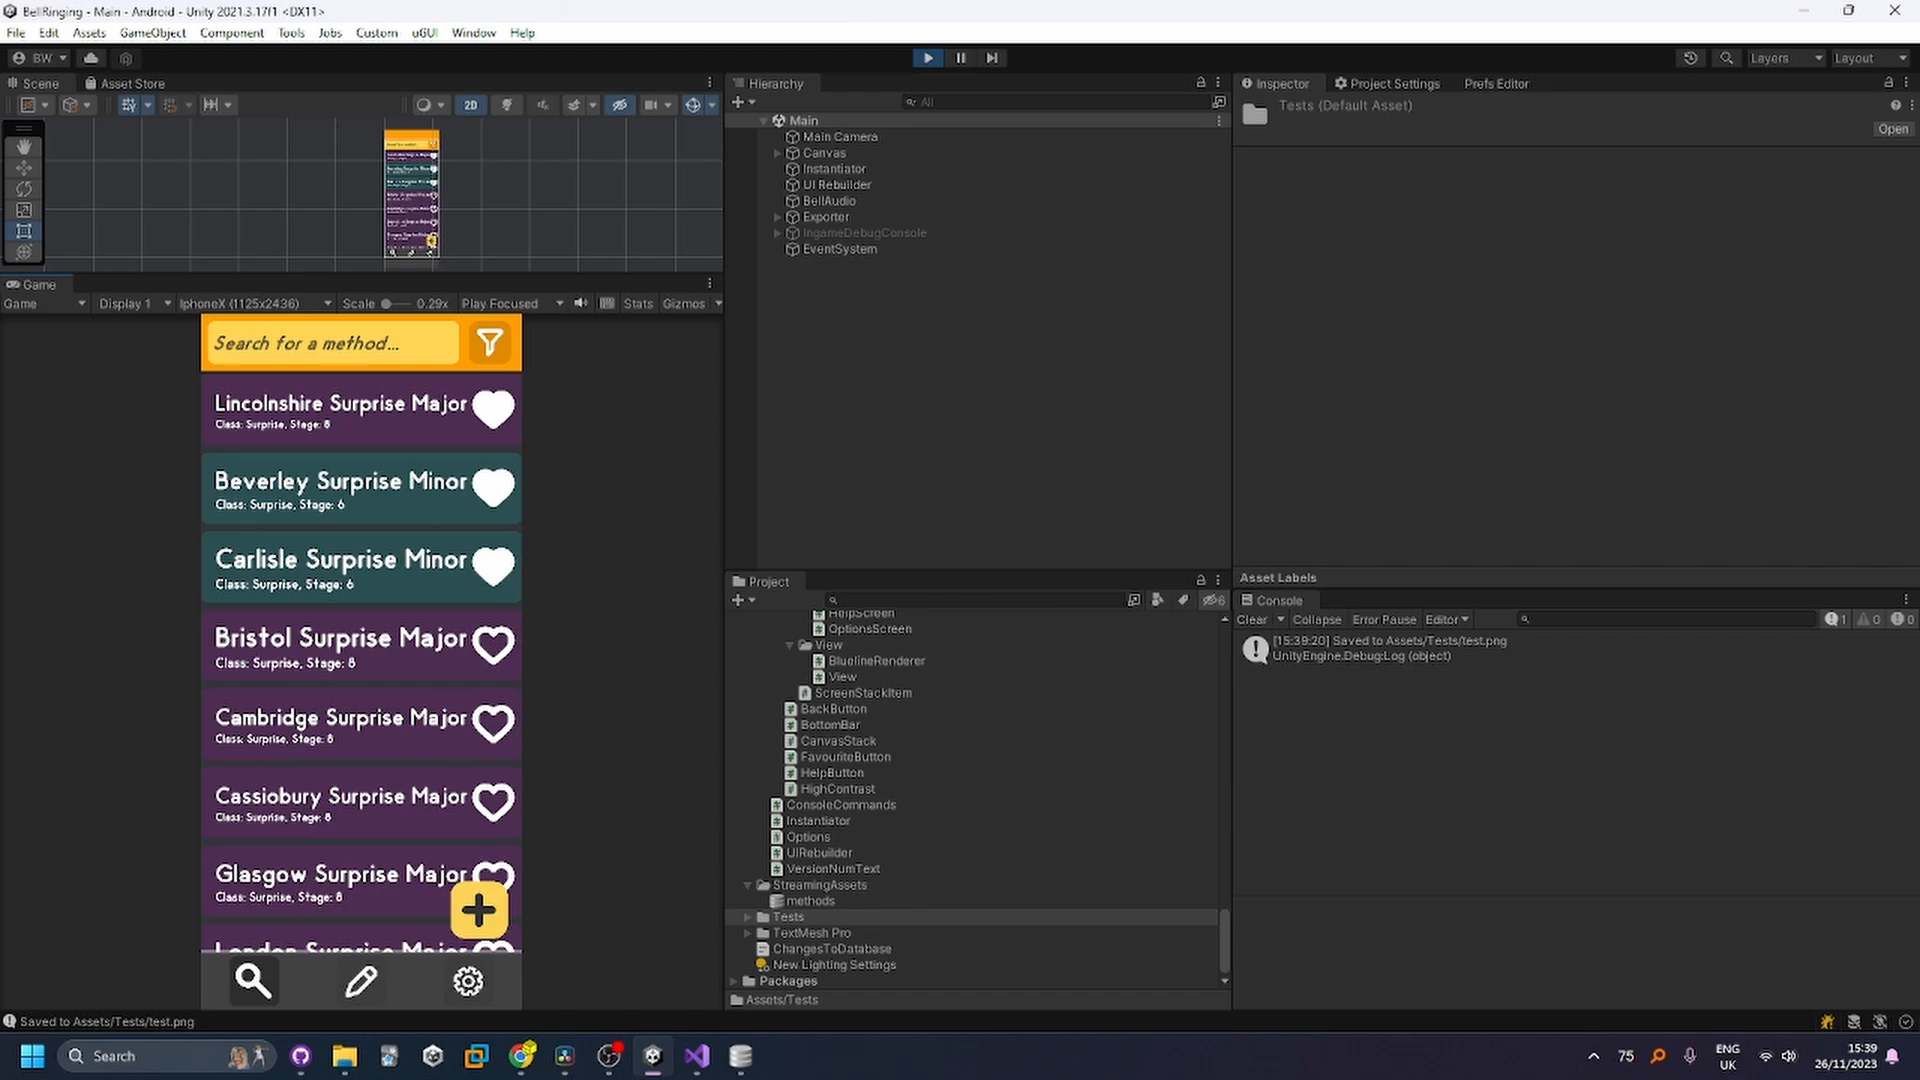 BellRinging - Main - Android - Unity 2021.3.17f1 <DX11>
File Edit Assets GameObject Component Tools Jobs Custom uGUI Window Help
BW
Layers
Layout
Scene
Asset Store
2D
Game
Game
Display 1
IphoneX (1125x2436)
Scale
0.29x
Play Focused
Stats
Gizmos
Search for a method...
Lincolnshire Surprise Major
Class: Surprise, Stage: 8
Beverley Surprise Minor
Class: Surprise, Stage: 6
Carlisle Surprise Minor
Class: Surprise, Stage: 6
Bristol Surprise Major
Class: Surprise, Stage: 8
Cambridge Surprise Major
Class: Surprise, Stage: 8
Cassiobury Surprise Major
Class: Surprise, Stage: 8
Glasgow Surprise Major
Class: Surprise, Stage: 8
London Surprise Major
Hierarchy
All
Main
Main Camera
Canvas
Instantiator
UI Rebuilder
BellAudio
Exporter
IngameDebugConsole
EventSystem
Project
6
HelpScreen
OptionsScreen
View
BluelineRenderer
View
ScreenStackItem
BackButton
BottomBar
CanvasStack
FavouriteButton
HelpButton
HighContrast
ConsoleCommands
Instantiator
Options
UIRebuilder
VersionNumText
StreamingAssets
methods
Tests
TextMesh Pro
ChangesToDatabase
New Lighting Settings
Packages
Assets/Tests
Inspector
Project Settings
Prefs Editor
Tests (Default Asset)
Open
Asset Labels
Console
Clear
Collapse
Error Pause
Editor
1
0
0
[15:39:20] Saved to Assets/Tests/test.png
UnityEngine.Debug:Log (object)
Saved to Assets/Tests/test.png
Search
75
ENG
UK
15:39
26/11/2023